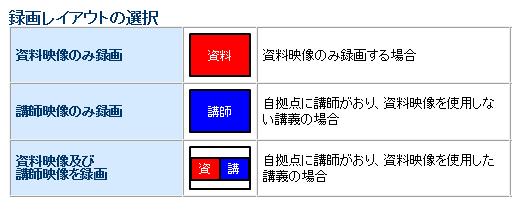 録画レイアウトの選択
資料映像のみ録画
資料
資料映像のみ録画する場合
講師映像のみ録画
講師
自拠点に講師がおり、資料映像を使用しな
い講義の場合
資料映像及び
講師映像を録画
資 講
自拠点に講師がおり、資料映像を使用した
講義の場合